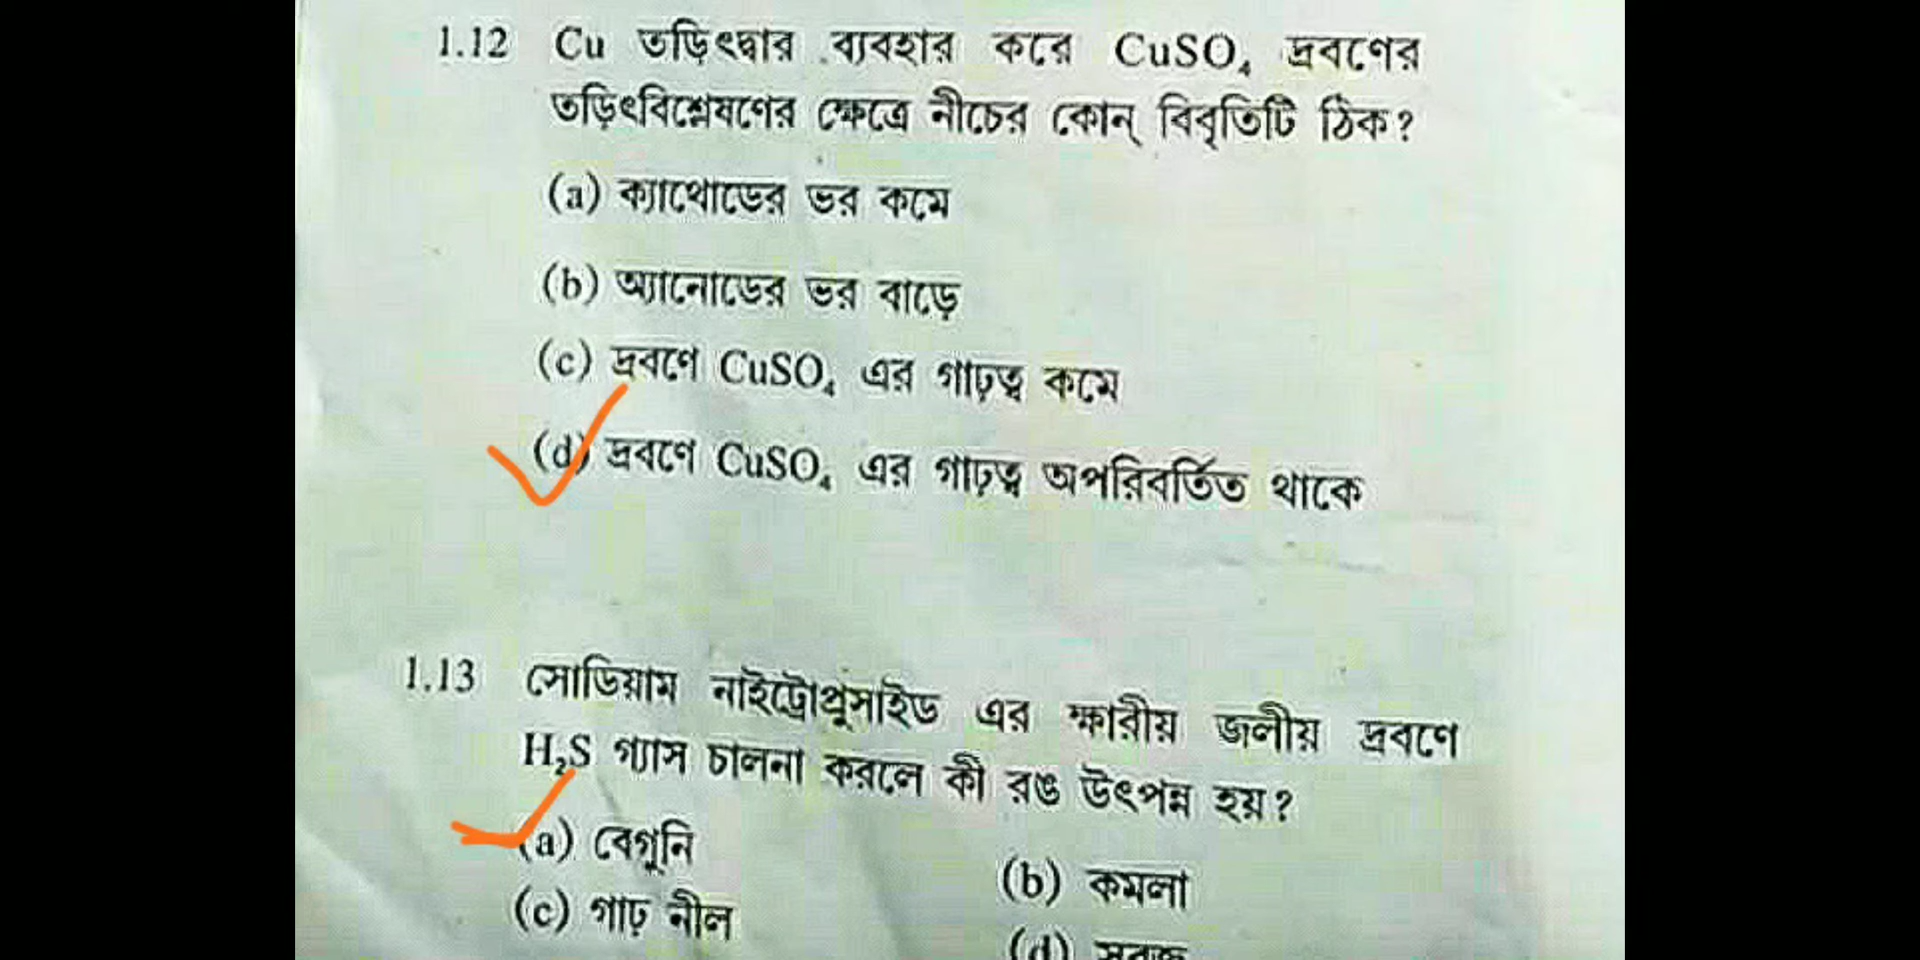 1.12 Cu তড়িৎদ্বার ব্যবহার করে CuSO₄ দ্রবণের
তড়িৎবিশ্লেষণের ক্ষেত্রে নীচের কোন্ বিবৃতিটি ঠিক?
(a) ক্যাথোডের ভর কমে
(b) অ্যানোডের ভর বাড়ে
(c) দ্রবণে CuSO₄ এর গাঢ়ত্ব কমে
(d) দ্রবণে CuSO₄ এর গাঢ়ত্ব অপরিবর্তিত থাকে
1.13 সোডিয়াম নাইট্রোপ্রুসাইড এর ক্ষারীয় জলীয় দ্রবণে
H₂S গ্যাস চালনা করলে কী রঙ উৎপন্ন হয়?
(a) বেগুনি
(b) কমলা
(c) গাঢ় নীল
(d)